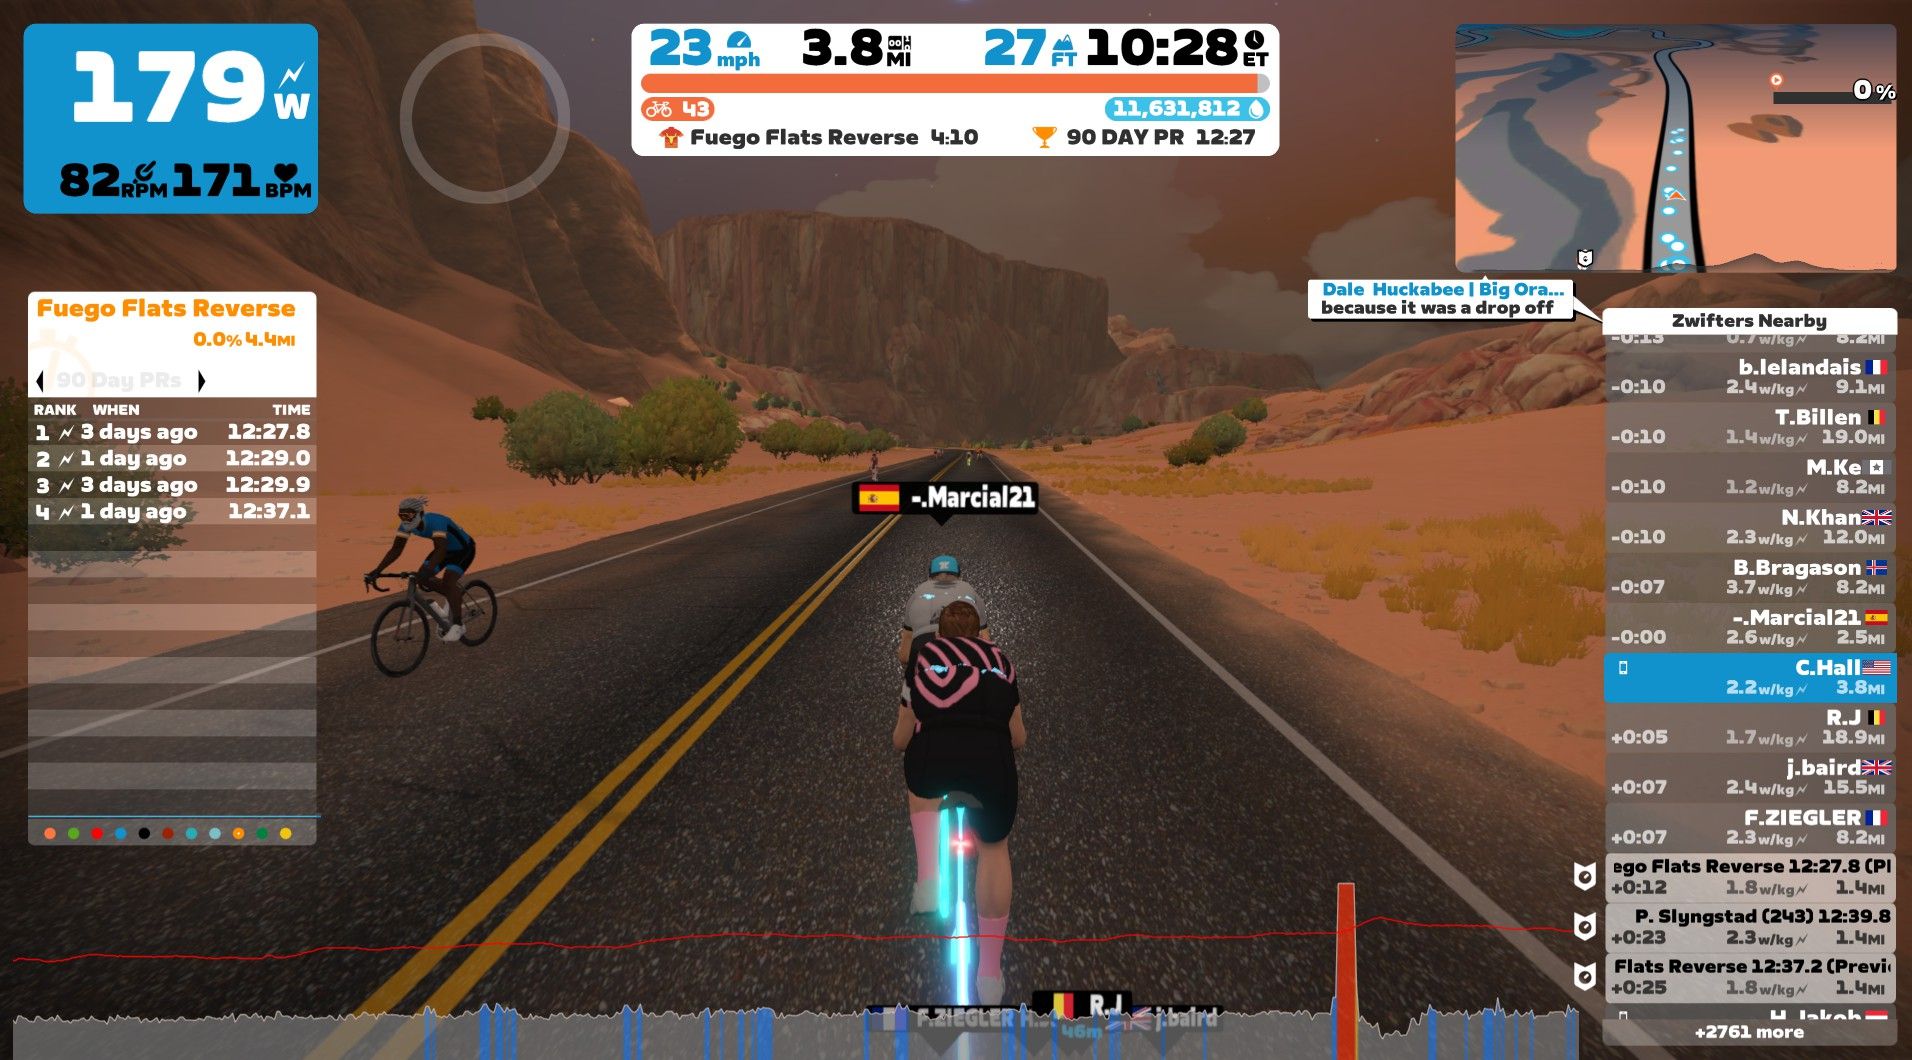 179 W
82 RPM 171 BPM
23 mph 3.8 MI 27 FT 10:28 ET
43 11,631,812
Fuego Flats Reverse 4:10 90 DAY PR 12:27
0 %
Dale Huckabee | Big Ora...
because it was a drop off
Fuego Flats Reverse
0.0% 4.4MI
90 Day PRs
RANK WHEN TIME
1 3 days ago 12:27.8
2 1 day ago 12:29.0
3 3 days ago 12:29.9
4 1 day ago 12:37.1
-.Marcial21
Zwifters Nearby
-0:13 0.7w/kg 8.2MI
b.lelandais
-0:10 2.4w/kg 9.1MI
T.Billen
-0:10 1.4w/kg 19.0MI
M.Ke
-0:10 1.2w/kg 8.2MI
N.Khan
-0:10 2.3w/kg 12.0MI
B.Bragason
-0:07 3.7w/kg 8.2MI
-.Marcial21
-0:00 2.6w/kg 2.5MI
C.Hall
2.2w/kg 3.8MI
R.J
+0:05 1.7w/kg 18.9MI
j.baird
+0:07 2.4w/kg 15.5MI
F.ZIEGLER
+0:07 2.3w/kg 8.2MI
ego Flats Reverse 12:27.8 (P
+0:12 1.8w/kg 1.4MI
P. Slyngstad (243) 12:39.8
+0:23 2.3w/kg 1.4MI
Flats Reverse 12:37.2 (Previ
+0:25 1.8w/kg 1.4MI
H.Jakob
+2761 more
F.ZIEGLER R.J j.baird
46m